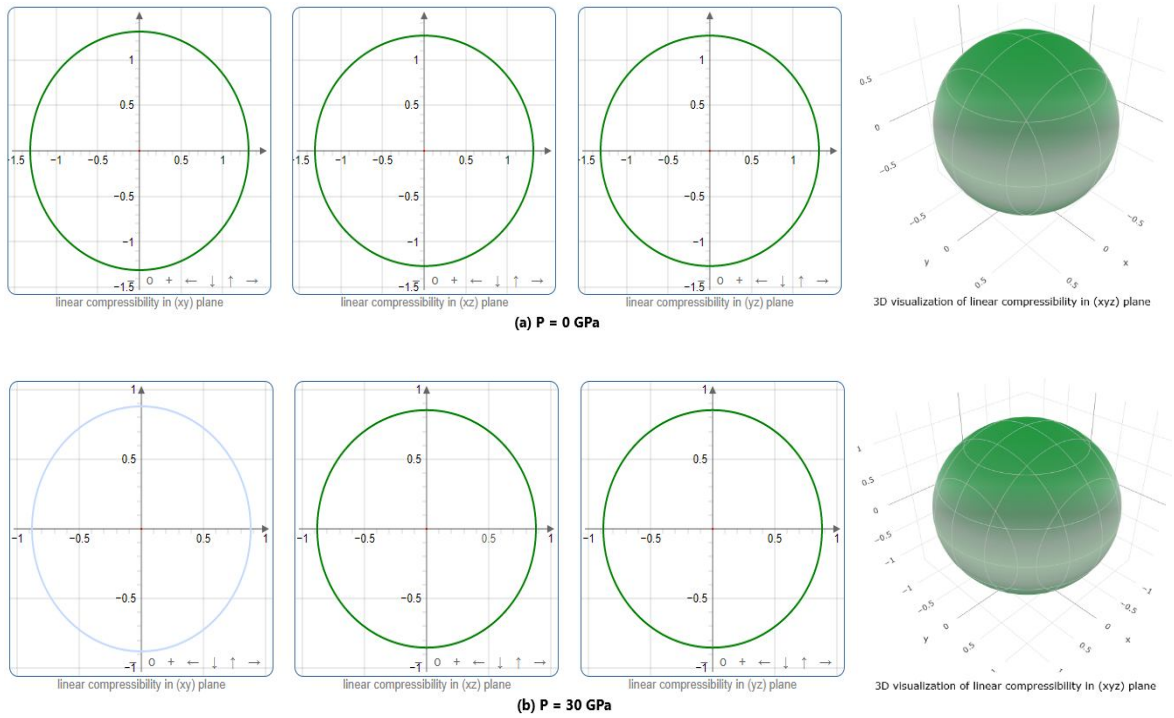 1
0.5
−0.5
−1
−1.5
1.5 −1 −0.5 0.5 1
o + ← ↓ ↑ →
linear compressibility in (xy) plane
1
0.5
−0.5
−1
−1.5
−1.5 −1 −0.5 0.5 1
o + ← ↓ ↑ →
linear compressibility in (xz) plane
1
0.5
−0.5
−1
−1.5
1.5 −1 −0.5 0.5 1
o + ← ↓ ↑ →
linear compressibility in (yz) plane
0.5
0
−0.5
−0.5
y 0
0.5
−0.5
0 x
0.5
3D visualization of linear compressibility in (xyz) plane
(a) P = 0 GPa
1
0.5
−0.5
−1
−1 −0.5 0.5 1
o + ← ↓ ↑ →
linear compressibility in (xy) plane
1
0.5
−0.5
−1
−1 −0.5 0.5 1
o + ← ↓ ↑ →
linear compressibility in (xz) plane
1
0.5
−0.5
−1
−1 −0.5 0.5 1
o + ← ↓ ↑ →
linear compressibility in (yz) plane
1
0.5
0
−0.5
−1
−1
−0.5
y 0
0.5
1
−1
−0.5
0 x
0.5
1
3D visualization of linear compressibility in (xyz) plane
(b) P = 30 GPa